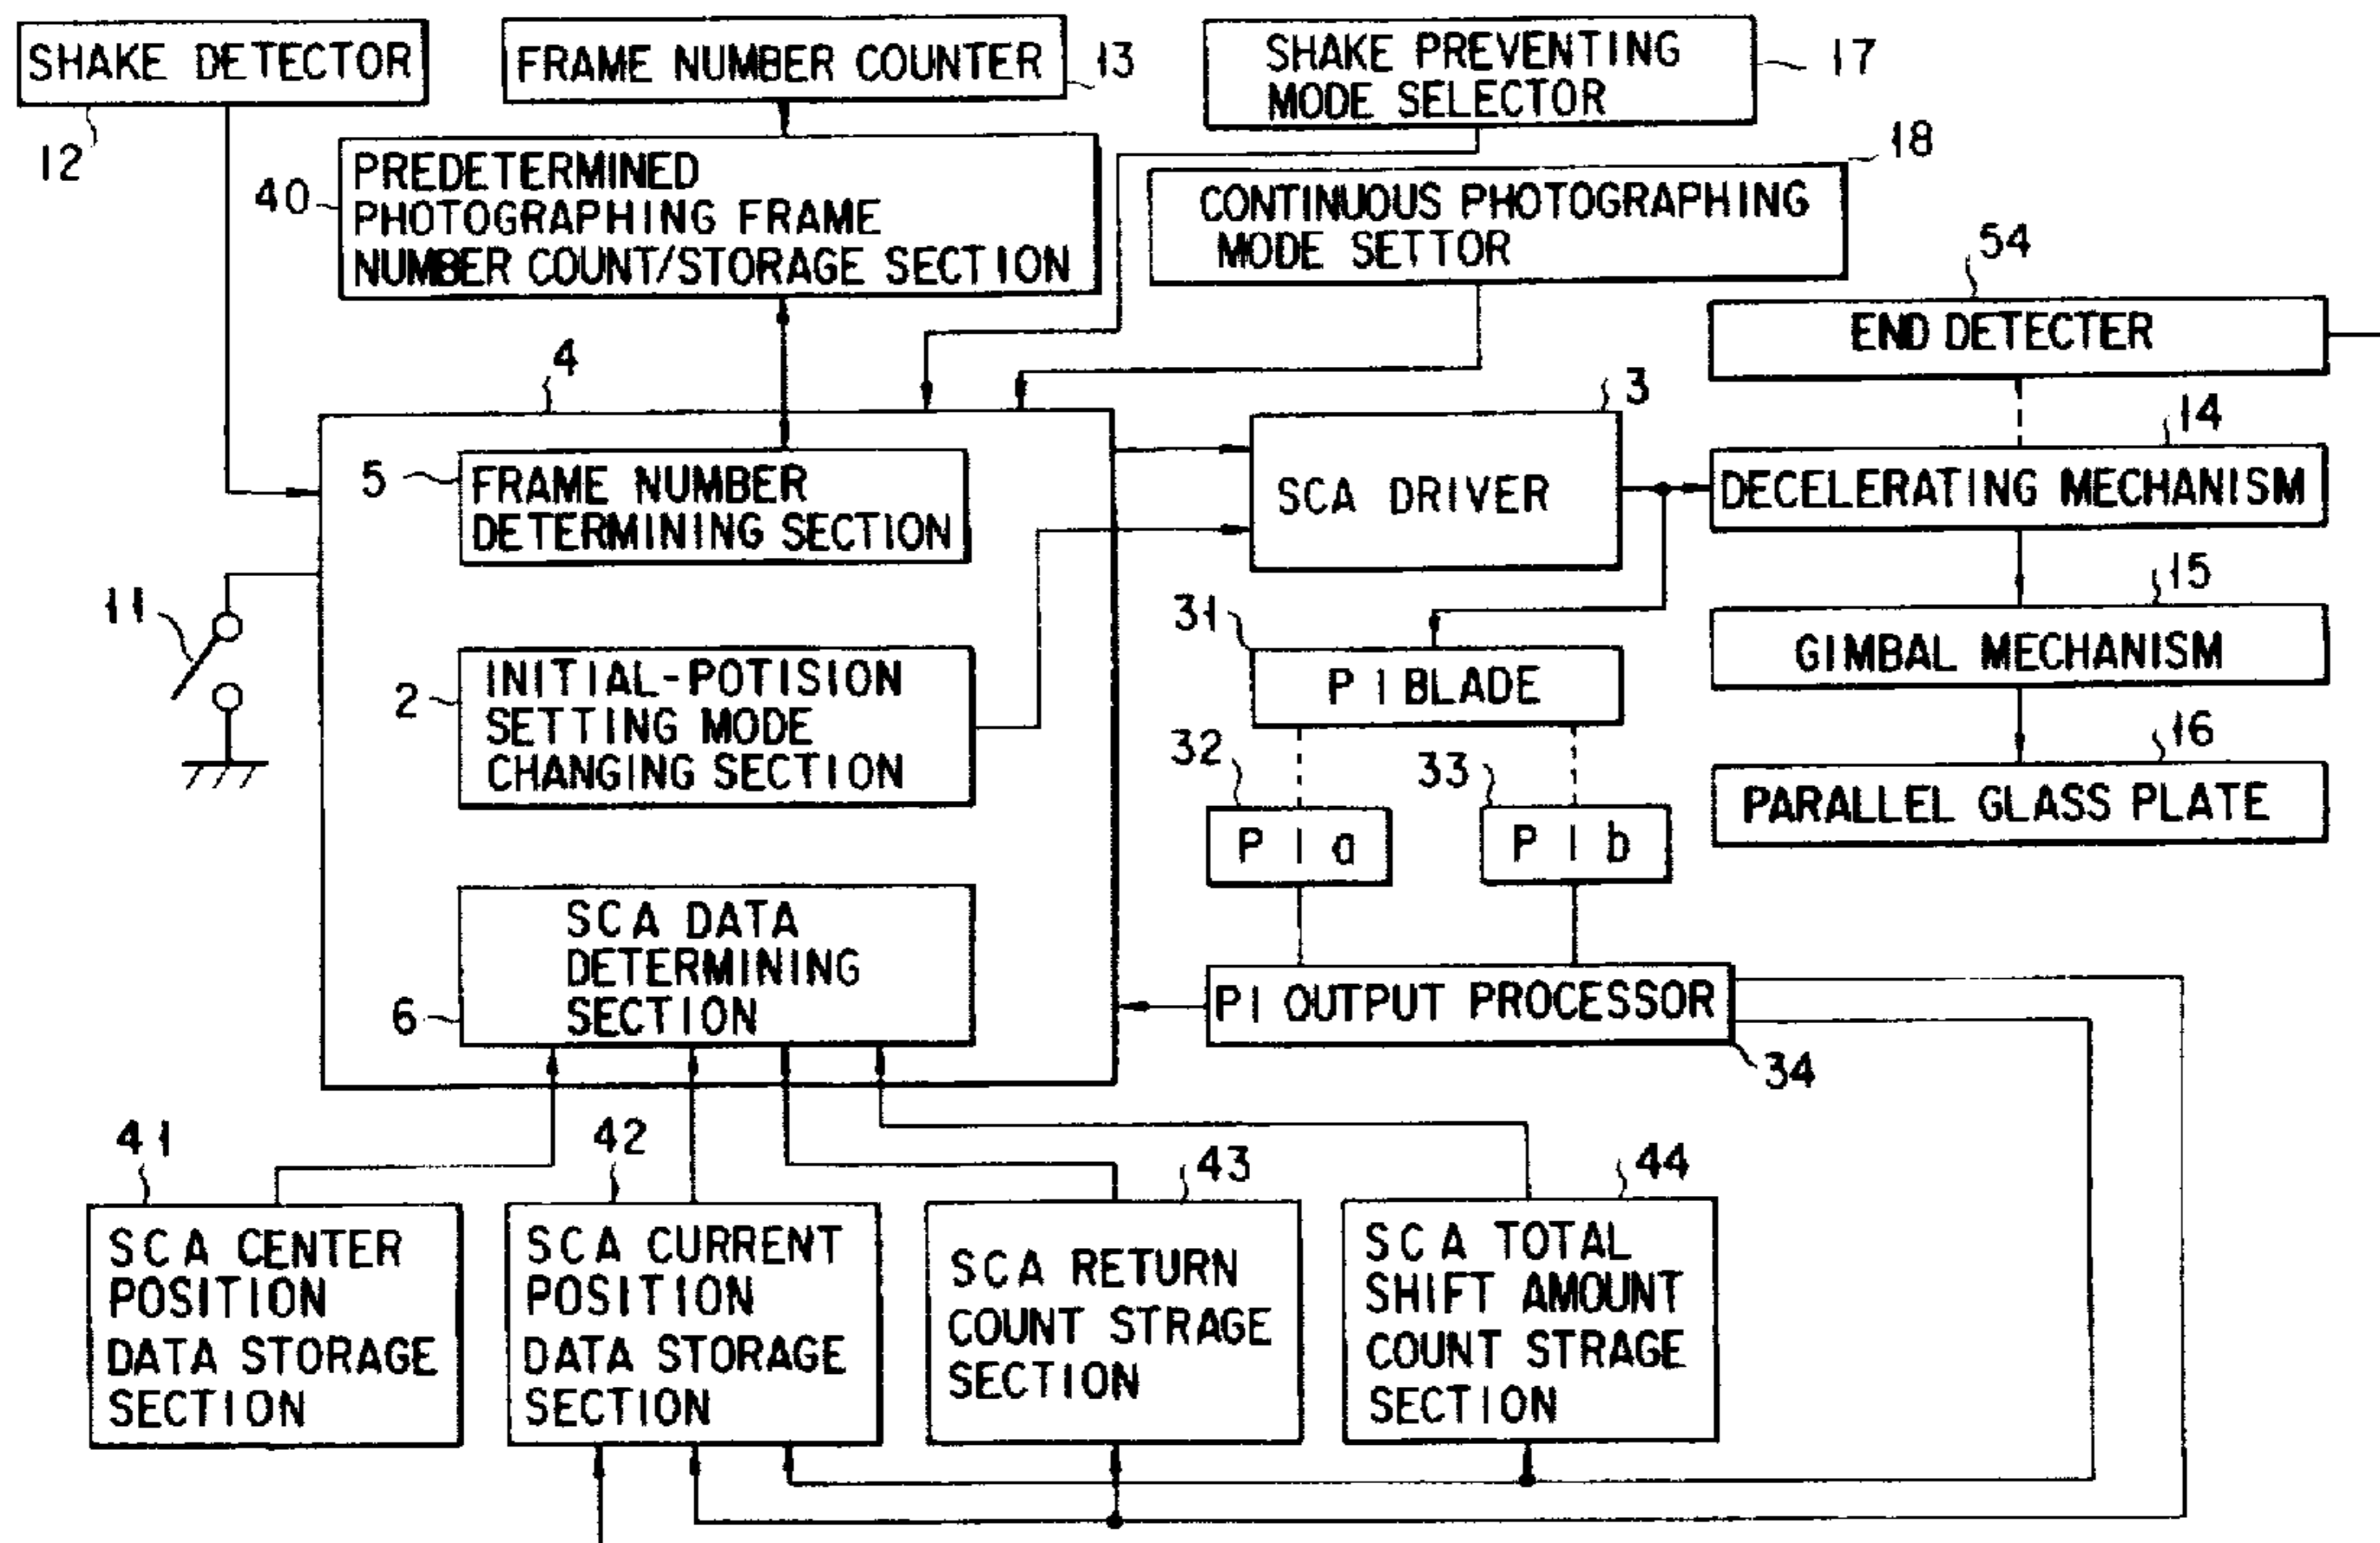 SHAKE DETECTOR
12
FRAME NUMBER COUNTER
13
SHAKE PREVENTING
MODE SELECTOR
17
40
PREDETERMINED
PHOTOGRAPHING FRAME
NUMBER COUNT/STORAGE SECTION
CONTINUOUS PHOTOGRAPHING
MODE SETTOR
18
54
END DETECTER
4
5
FRAME NUMBER
DETERMINING SECTION
3
SCA DRIVER
14
DECELERATING MECHANISM
11
15
GIMBAL MECHANISM
2
INITIAL-POTISION
SETTING MODE
CHANGING SECTION
31
PI BLADE
32
PIa
33
PIb
16
PARALLEL GLASS PLATE
6
SCA DATA
DETERMINING
SECTION
PI OUTPUT PROCESSOR
34
41
SCA CENTER
POSITION
DATA STORAGE
SECTION
42
SCA CURRENT
POSITION
DATA STORAGE
SECTION
43
SCA RETURN
COUNT STRAGE
SECTION
44
SCA TOTAL
SHIFT AMOUNT
COUNT STRAGE
SECTION